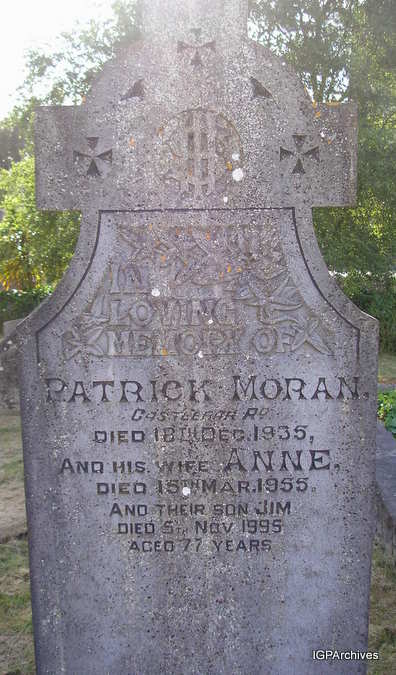 IHS
IN
LOVING
MEMORY OF
PATRICK MORAN.
CASTLEBAR RD
DIED 18TH DEC. 1935,
AND HIS WIFE ANNE.
DIED 15TH MAR. 1955.
AND THEIR SON JIM
DIED 5TH NOV 1995
AGED 77 YEARS
IGPArchives